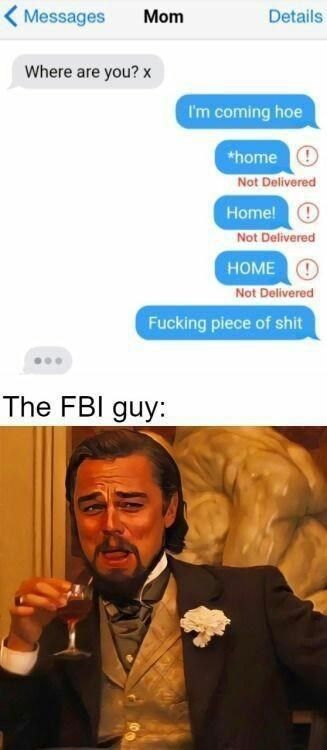 Messages Mom Details
Where are you? x
I'm coming hoe
*home
Not Delivered
Home!
Not Delivered
HOME
Not Delivered
Fucking piece of shit
The FBI guy: